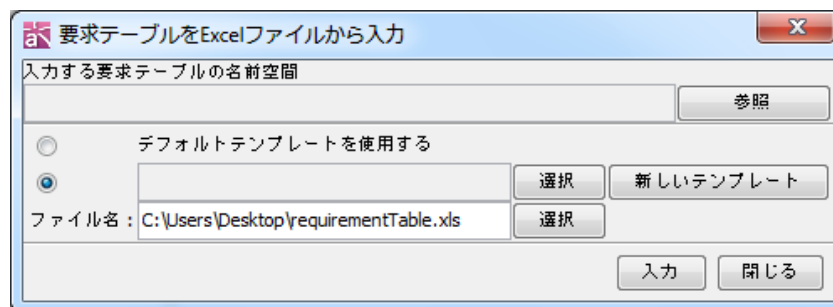 要求テーブルをExcelファイルから入力
入力する要求テーブルの名前空間
参照
デフォルトテンプレートを使用する
選択 新しいテンプレート
ファイル名: C:\Users\Desktop\requirementTable.xls 選択
入力 閉じる